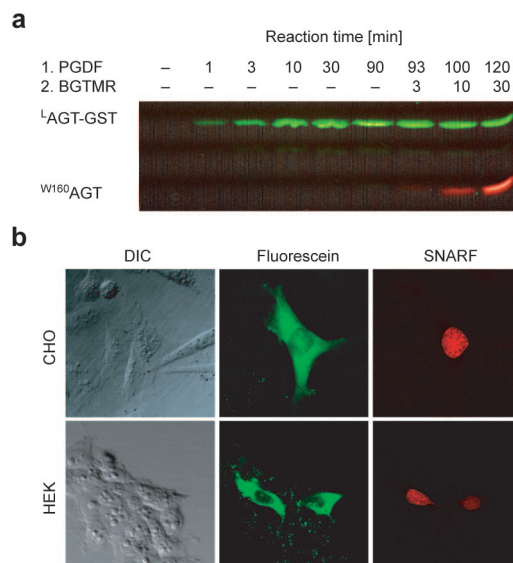 a
Reaction time [min]
1. PGDF – 1 3 10 30 90 93 100 120
2. BGTMR – – – – – – 3 10 30
ᴸAGT-GST
ᵂ¹⁶⁰AGT
b
DIC Fluorescein SNARF
CHO
HEK